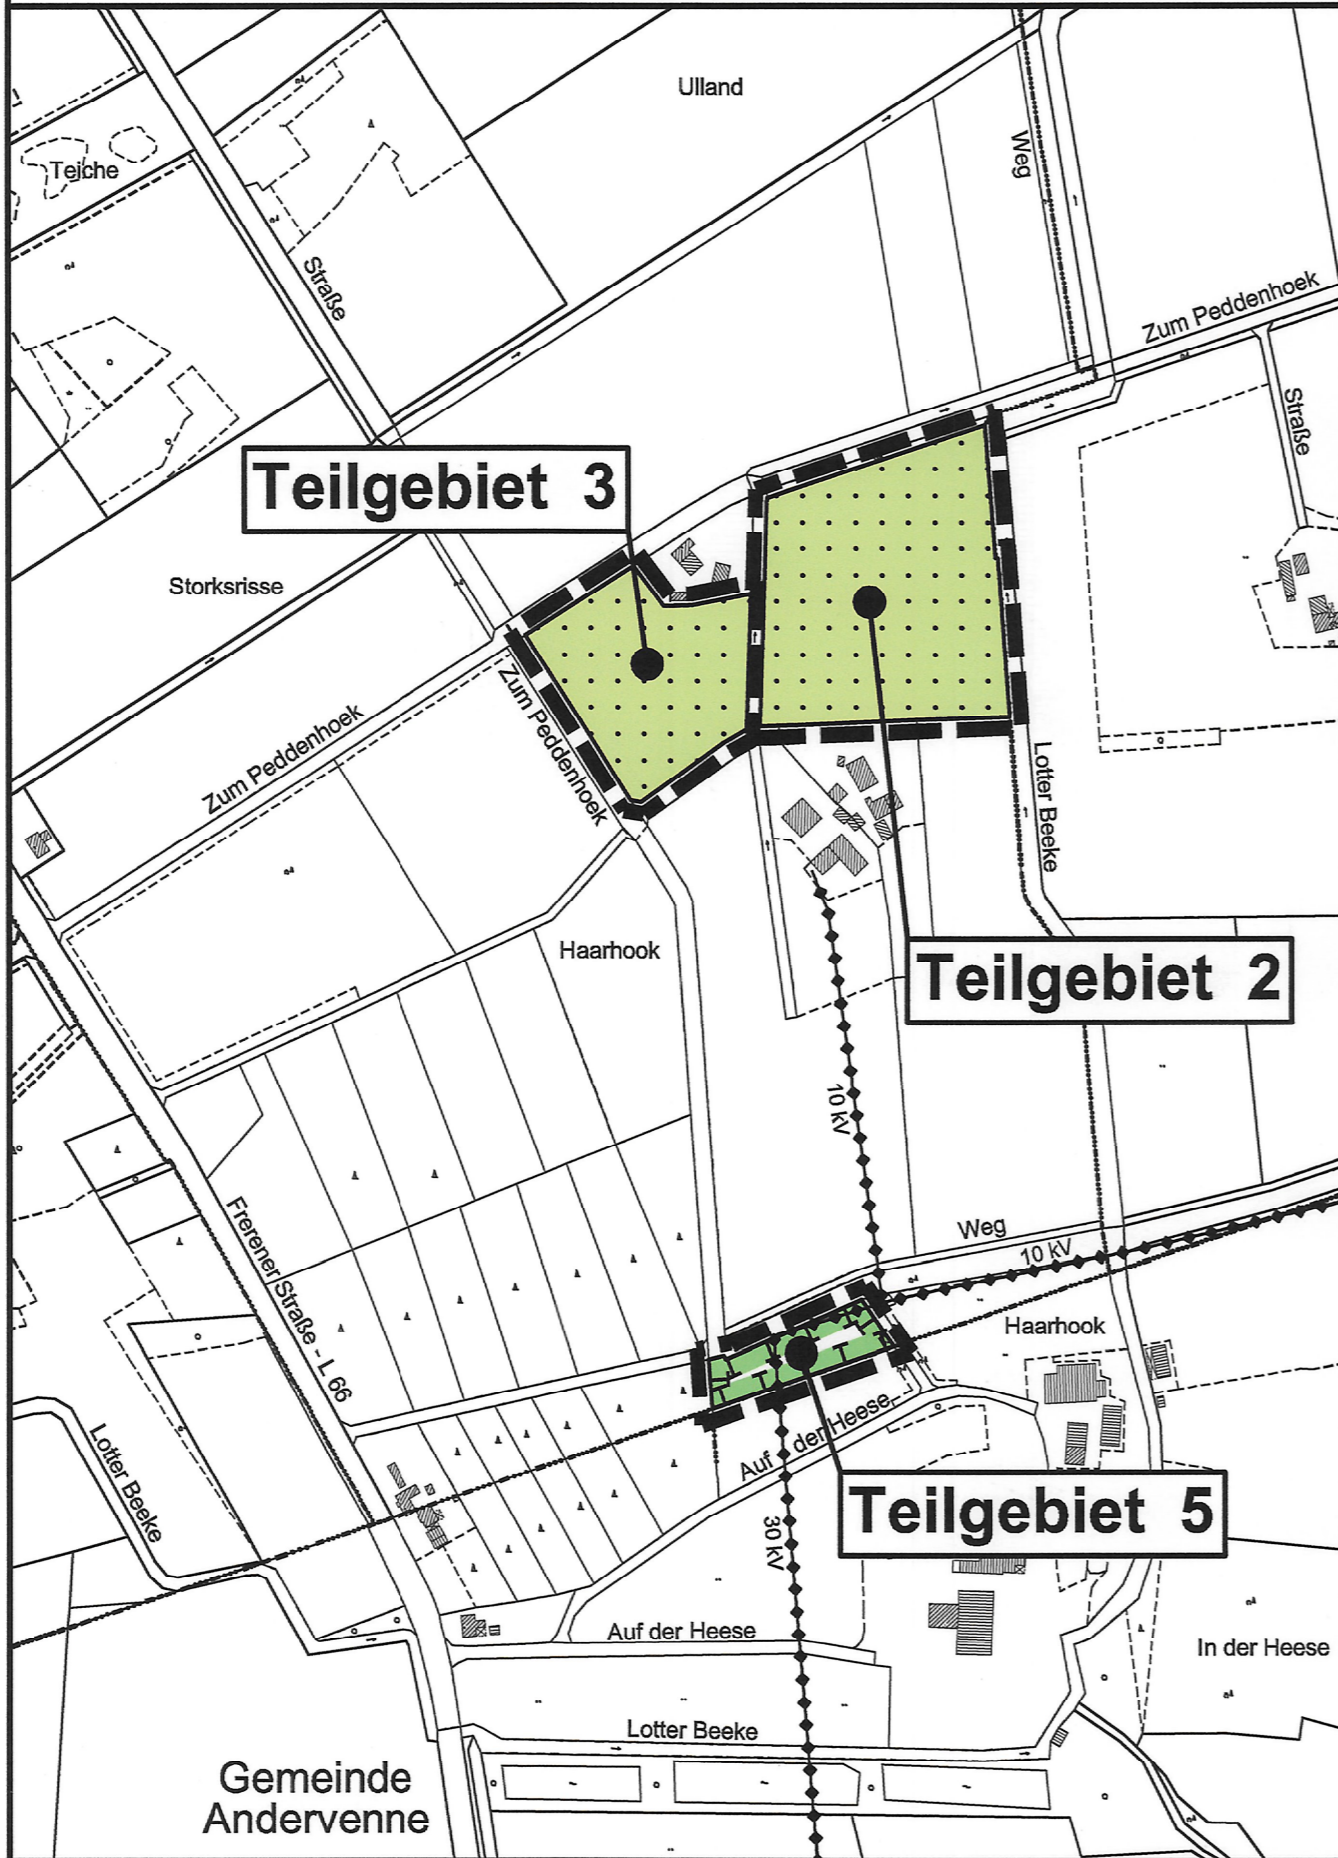 Ulland
Teiche
Weg
Straße
Zum Peddenhoek
Straße
Teilgebiet 3
Storksrisse
Zum Peddenhoek
Zum Peddenhoek
Lotter Beeke
Haarhook
Teilgebiet 2
10 kV
Weg
10 kV
Frerener Straße - L 66
Haarhook
Auf der Heese
Lotter Beeke
Teilgebiet 5
30 kV
Auf der Heese
In der Heese
Lotter Beeke
Gemeinde
Andervenne